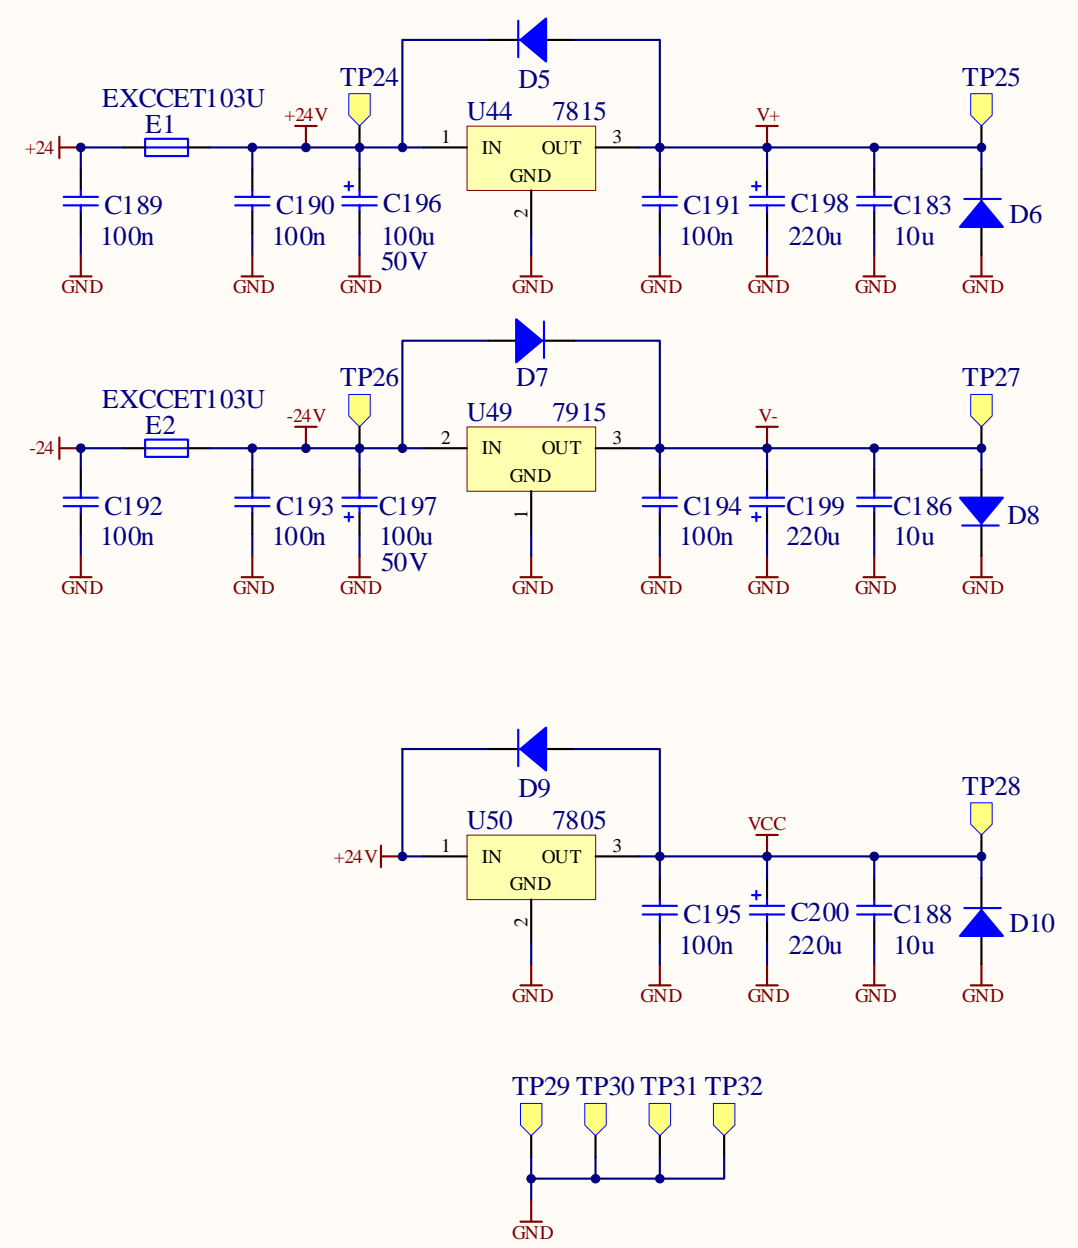 D5
TP24
TP25
EXCCET103U
E1
+24V
U44 7815
V+
+24
1 IN OUT 3
GND
2
+
C189
100n
C190
100n
C196
100u
50V
C191
100n
+
C198
220u
C183
10u
D6
GND GND GND GND GND GND GND GND
D7
TP26
TP27
EXCCET103U
E2
-24V
U49 7915
V-
-24
2 IN OUT 3
GND
1
C192
100n
C193
100n
C197
+
100u
50V
C194
100n
C199
+
220u
C186
10u
D8
GND GND GND GND GND GND GND GND
D9
TP28
U50 7805
VCC
+24V
1 IN OUT 3
GND
2
C195
100n
+
C200
220u
C188
10u
D10
GND GND GND GND GND
TP29 TP30 TP31 TP32
GND